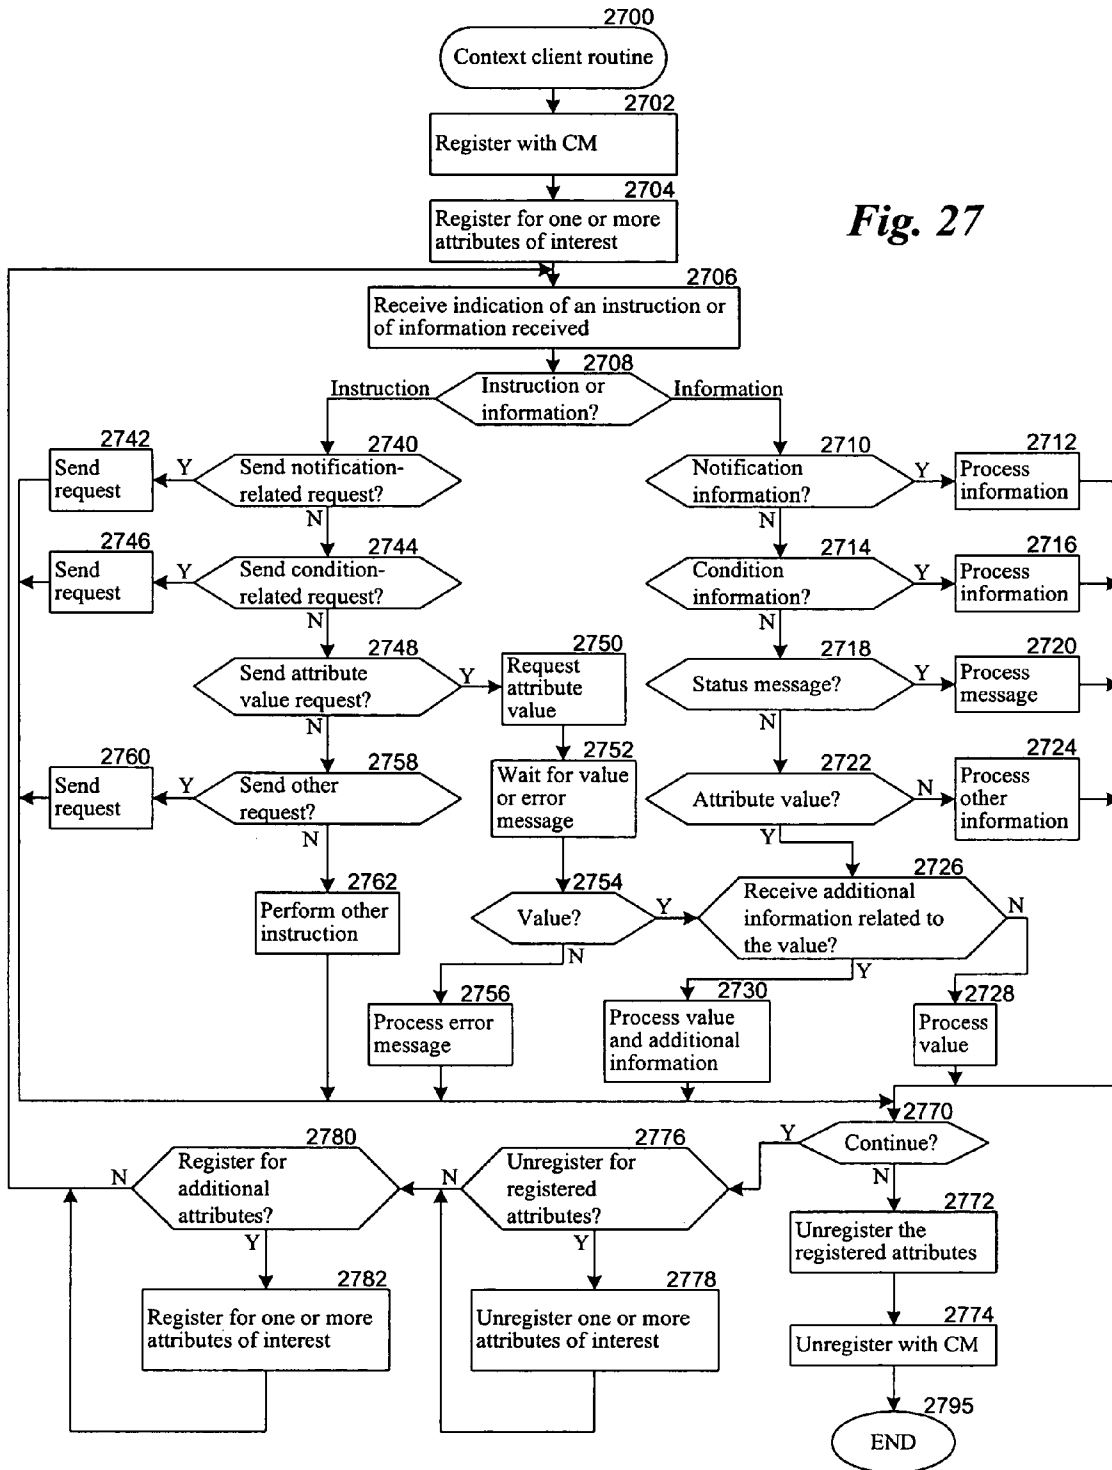 2700
Context client routine
2702
Register with CM
2704
Register for one or more
attributes of interest
Fig. 27
2706
Receive indication of an instruction or
of information received
2708
Instruction
Instruction or
information?
Information
2742
Send
request
Y
2740
Send notification-
related request?
N
2710
Notification
information?
Y
N
2712
Process
information
2746
Send
request
Y
2744
Send condition-
related request?
N
2714
Condition
information?
Y
N
2716
Process
information
2748
Send attribute
value request?
Y
N
2750
Request
attribute
value
2718
Status message?
Y
N
2720
Process
message
2760
Send
request
Y
2758
Send other
request?
N
2752
Wait for value
or error
message
2722
Attribute value?
N
Y
2724
Process
other
information
2762
Perform other
instruction
2754
Value?
Y
N
2726
Receive additional
information related to
the value?
N
Y
2756
Process error
message
2730
Process value
and additional
information
2728
Process
value
2770
Continue?
Y
N
2780
Register for
additional
attributes?
N
Y
2776
Unregister for
registered
attributes?
N
Y
2772
Unregister the
registered attributes
2782
Register for one or more
attributes of interest
2778
Unregister one or more
attributes of interest
2774
Unregister with CM
2795
END